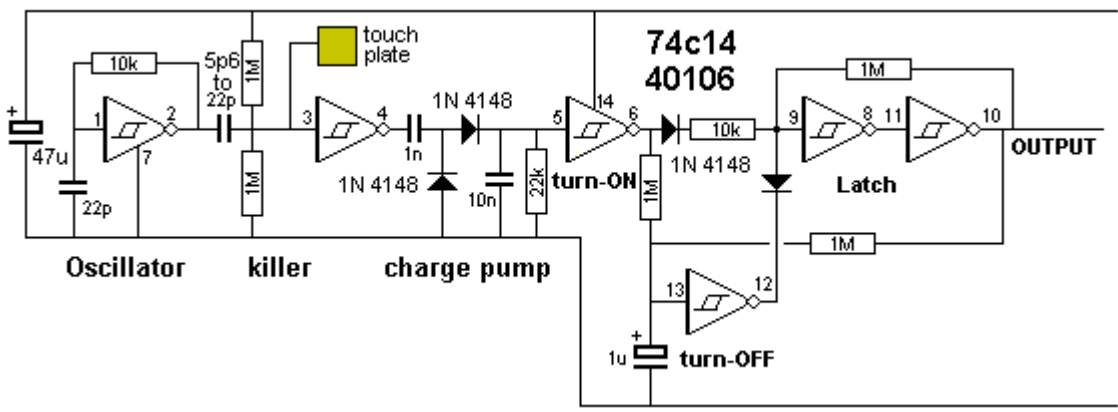 touch
plate
74c14
40106
10k
5p6
to
22p
1M
1M
1M
1N 4148
14
1
2
3
4
5
6
9
8
11
10
+
47u
7
22p
1n
10k
1N 4148
OUTPUT
1N 4148
10n
22k
turn-ON
1M
Latch
1M
Oscillator
killer
charge pump
13
12
+
1u
turn-OFF